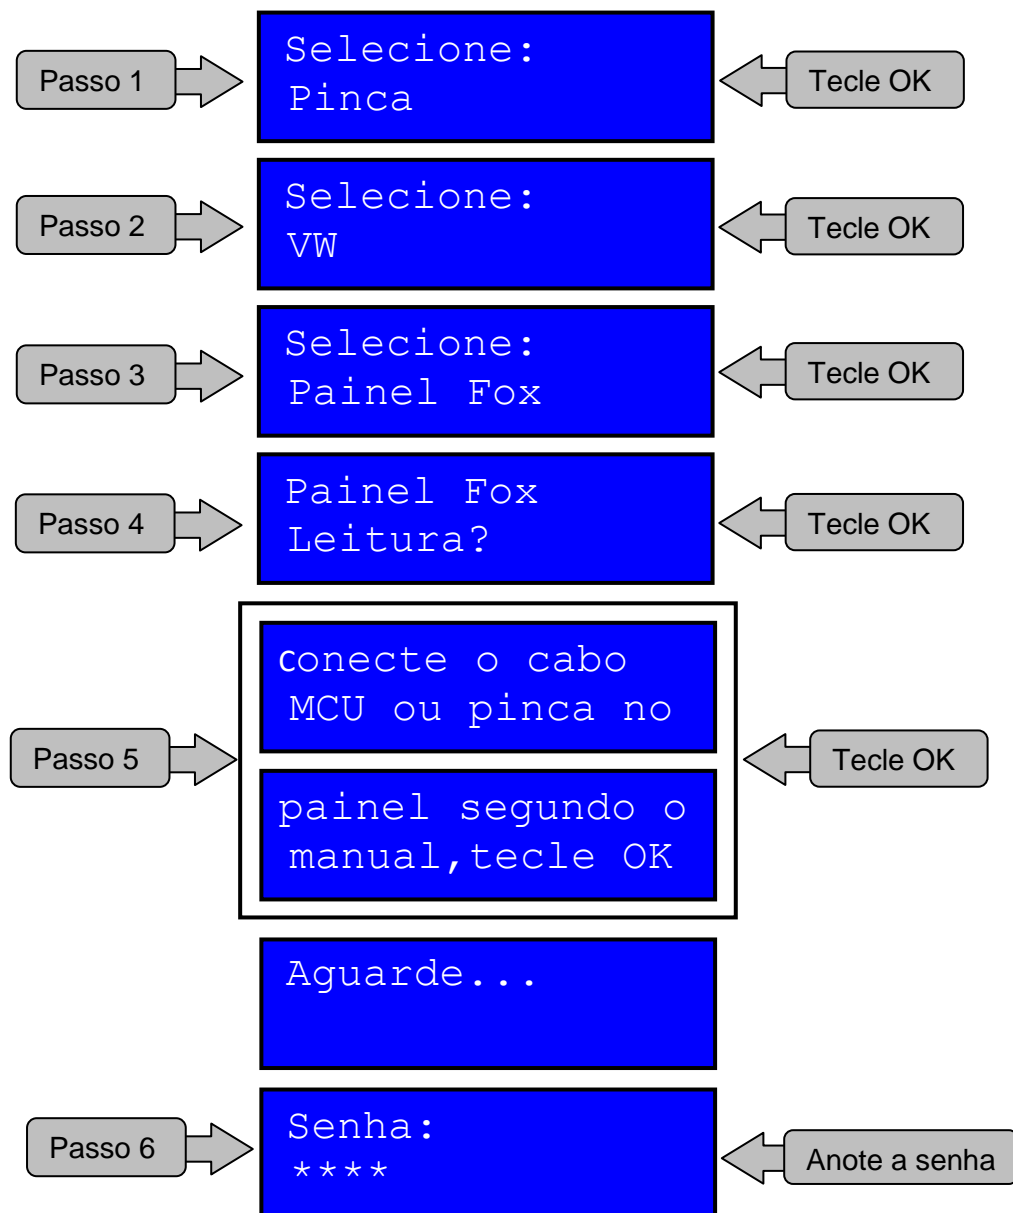 Selecione:
Passo 1
Tecle OK
Pinca
Selecione:
Passo 2
Tecle OK
VW
Selecione:
Passo 3
Tecle OK
Painel Fox
Painel Fox
Passo 4
Tecle OK
Leitura?
conecte o cabo
MCU ou pinca no
Passo 5
Tecle OK
painel segundo o
manual,tecle OK
Aguarde...
Senha:
Passo 6
Anote a senha
****